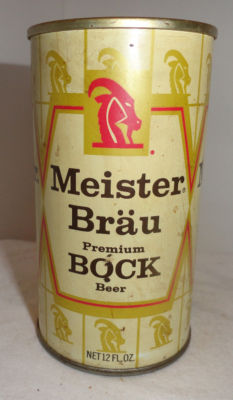 Meister
Bräu
Premium
BOCK
Beer
NET 12 FL. OZ.